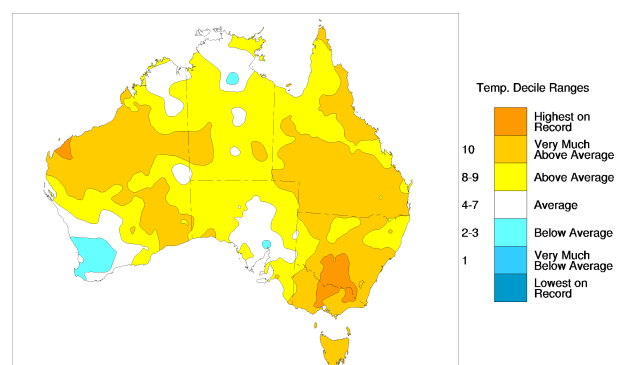 Temp. Decile Ranges
Highest on
Record
10
Very Much
Above Average
8-9
Above Average
4-7
Average
2-3
Below Average
1
Very Much
Below Average
Lowest on
Record